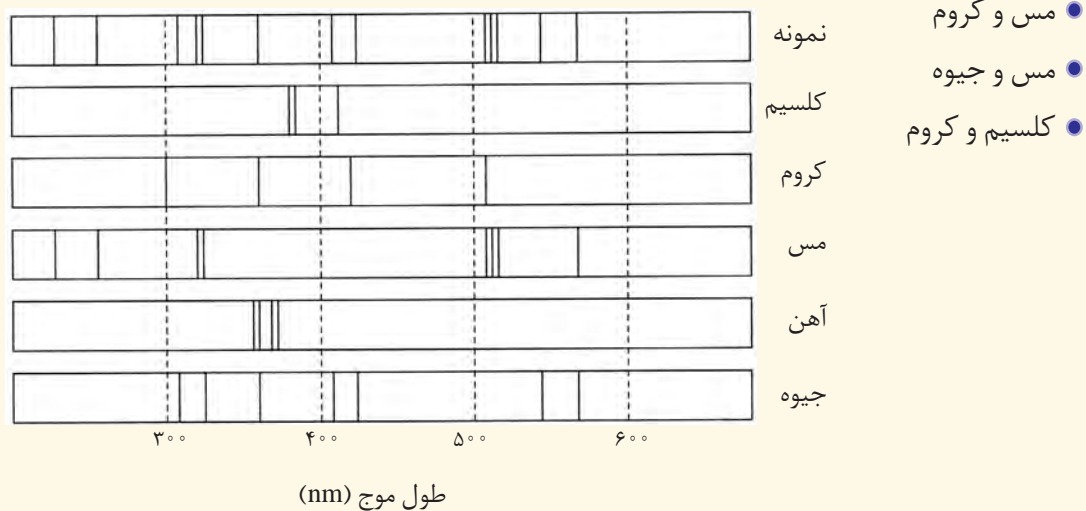 مس و کروم
مس و جیوه
کلسیم و کروم
نمونه
کلسیم
کروم
مس
آهن
جیوه
۳۰۰ ۴۰۰ ۵۰۰ ۶۰۰
طول موج (nm)